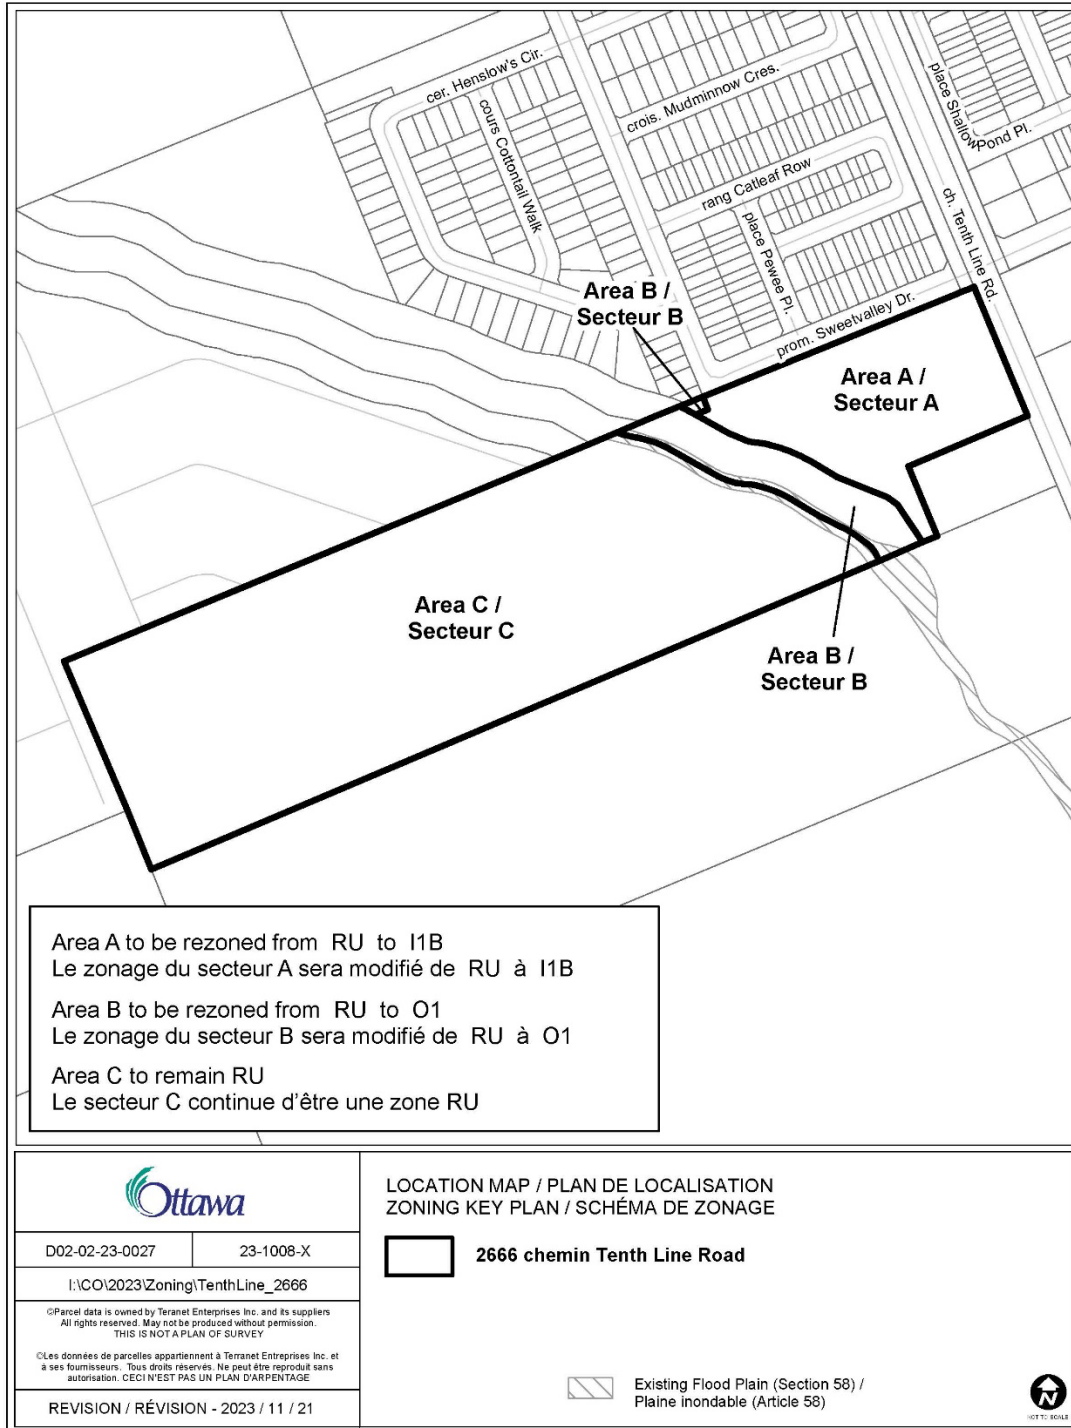 cer. Henslow's Cir.
cours Cottontail Walk
crois. Mudminnow Cres.
place Shallow
Pond Pl.
rang Catleaf Row
place Pewee Pl.
ch. Tenth Line Rd.
prom. Sweetvalley Dr.
Area B /
Secteur B
Area A /
Secteur A
Area C /
Secteur C
Area B /
Secteur B
Area A to be rezoned from RU to I1B
Le zonage du secteur A sera modifié de RU à I1B
Area B to be rezoned from RU to O1
Le zonage du secteur B sera modifié de RU à O1
Area C to remain RU
Le secteur C continue d'être une zone RU
Ottawa
D02-02-23-0027
23-1008-X
I:\CO\2023\Zoning\TenthLine_2666
©Parcel data is owned by Teranet Enterprises Inc. and its suppliers
All rights reserved. May not be produced without permission.
THIS IS NOT A PLAN OF SURVEY
©Les données de parcelles appartiennent à Terranet Entreprises Inc. et
à ses fournisseurs. Tous droits réservés. Ne peut être reproduit sans
autorisation. CECI N'EST PAS UN PLAN D'ARPENTAGE
REVISION / RÉVISION - 2023 / 11 / 21
LOCATION MAP / PLAN DE LOCALISATION
ZONING KEY PLAN / SCHÉMA DE ZONAGE
2666 chemin Tenth Line Road
Existing Flood Plain (Section 58) /
Plaine inondable (Article 58)
N
NOT TO SCALE